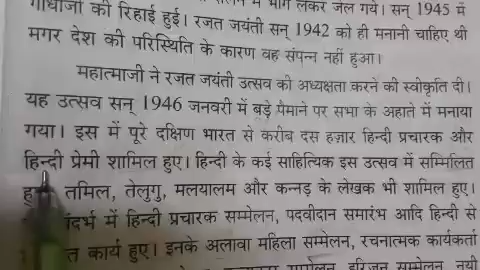 गांधीजी की रिहाई हुई। रजत जयंती सन् 1942 को ही मनानी चाहिए थी
मगर देश की परिस्थिति के कारण वह संपन्न नहीं हुआ।
महात्माजी ने रजत जयंती उत्सव की अध्यक्षता करने की स्वीकृति दी।
यह उत्सव सन् 1946 जनवरी में बड़े पैमाने पर सभा के अहाते में मनाया
गया। इस में पूरे दक्षिण भारत से करीब दस हज़ार हिन्दी प्रचारक और
हिन्दी प्रेमी शामिल हुए। हिन्दी के कई साहित्यिक इस उत्सव में सम्मिलित
तमिल, तेलुगु, मलयालम और कन्नड़ के लेखक भी शामिल हुए।
में हिन्दी प्रचारक सम्मेलन, पदवीदान समारंभ आदि हिन्दी से
कार्य हुए। इनके अलावा महिला सम्मेलन, रचनात्मक कार्यकर्ता